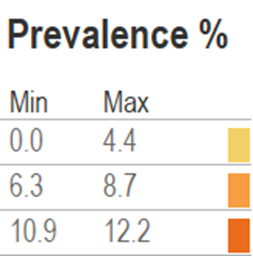 Prevalence %
Min Max
0.0 4.4
6.3 8.7
10.9 12.2